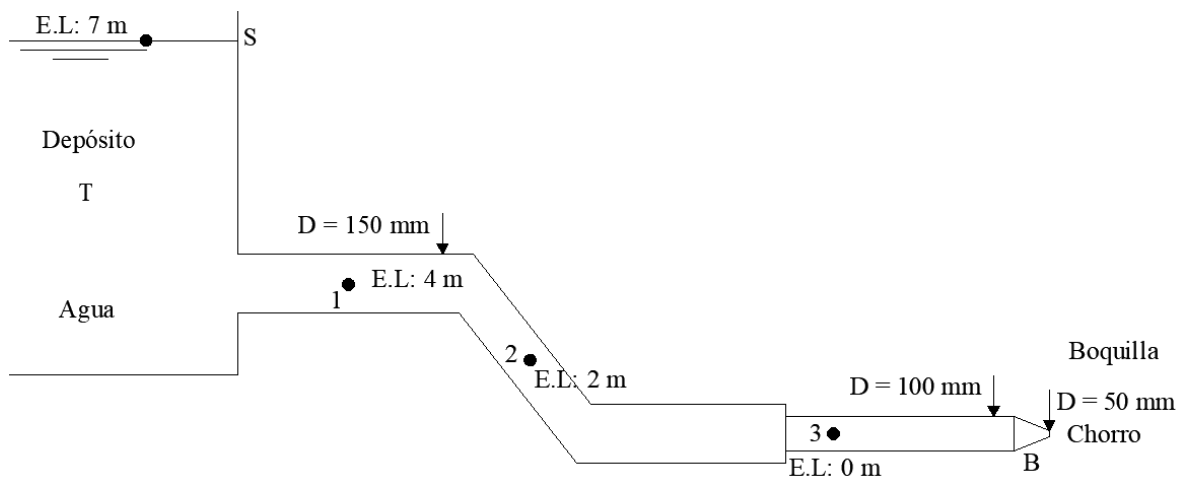 E.L: 7 m
S
Depósito
T
D = 150 mm
E.L: 4 m
1
Agua
2
E.L: 2 m
Boquilla
D = 100 mm
D = 50 mm
3
Chorro
E.L: 0 m
B